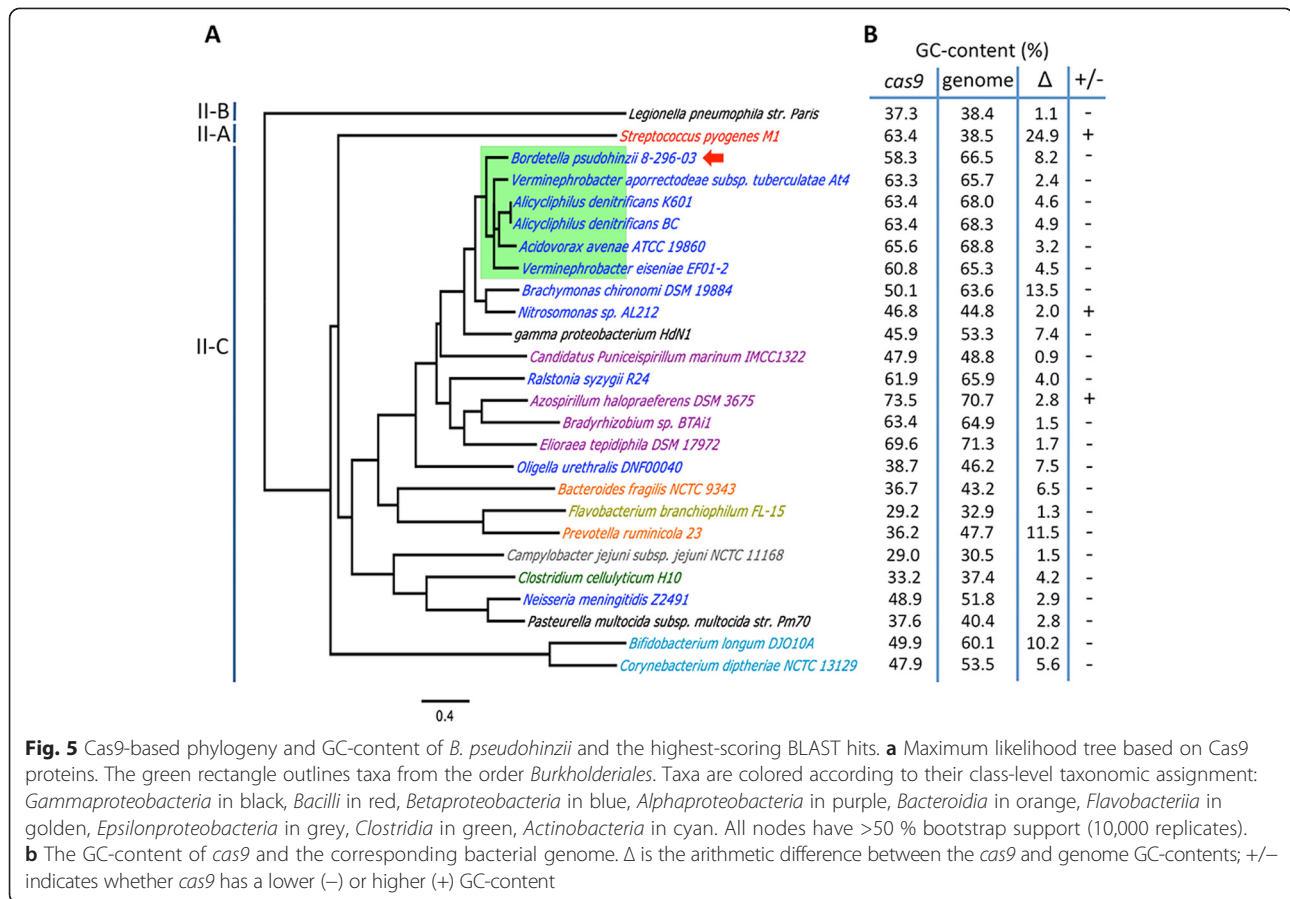 A
B
GC-content (%)
cas9 genome Δ +/-
II-B
Legionella pneumophila str. Paris 37.3 38.4 1.1 -
II-A
Streptococcus pyogenes M1 63.4 38.5 24.9 +
Bordetella psudohinzii 8-296-03 58.3 66.5 8.2 -
Verminephrobacter aporrectodeae subsp. tuberculatae At4 63.3 65.7 2.4 -
Alicycliphilus denitrificans K601 63.4 68.0 4.6 -
Alicycliphilus denitrificans BC 63.4 68.3 4.9 -
Acidovorax avenae ATCC 19860 65.6 68.8 3.2 -
Verminephrobacter eiseniae EF01-2 60.8 65.3 4.5 -
Brachymonas chironomi DSM 19884 50.1 63.6 13.5 -
Nitrosomonas sp. AL212 46.8 44.8 2.0 +
gamma proteobacterium HdN1 45.9 53.3 7.4 -
II-C
Candidatus Puniceispirillum marinum IMCC1322 47.9 48.8 0.9 -
Ralstonia syzygii R24 61.9 65.9 4.0 -
Azospirillum halopraeferens DSM 3675 73.5 70.7 2.8 +
Bradyrhizobium sp. BTAi1 63.4 64.9 1.5 -
Elioraea tepidiphila DSM 17972 69.6 71.3 1.7 -
Oligella urethralis DNF00040 38.7 46.2 7.5 -
Bacteroides fragilis NCTC 9343 36.7 43.2 6.5 -
Flavobacterium branchiophilum FL-15 29.2 32.9 1.3 -
Prevotella ruminicola 23 36.2 47.7 11.5 -
Campylobacter jejuni subsp. jejuni NCTC 11168 29.0 30.5 1.5 -
Clostridium cellulyticum H10 33.2 37.4 4.2 -
Neisseria meningitidis Z2491 48.9 51.8 2.9 -
Pasteurella multocida subsp. multocida str. Pm70 37.6 40.4 2.8 -
Bifidobacterium longum DJO10A 49.9 60.1 10.2 -
Corynebacterium diptheriae NCTC 13129 47.9 53.5 5.6 -
0.4
Fig. 5 Cas9-based phylogeny and GC-content of B. pseudohinzii and the highest-scoring BLAST hits. a Maximum likelihood tree based on Cas9
proteins. The green rectangle outlines taxa from the order Burkholderiales. Taxa are colored according to their class-level taxonomic assignment:
Gammaproteobacteria in black, Bacilli in red, Betaproteobacteria in blue, Alphaproteobacteria in purple, Bacteroidia in orange, Flavobacteriia in
golden, Epsilonproteobacteria in grey, Clostridia in green, Actinobacteria in cyan. All nodes have >50 % bootstrap support (10,000 replicates).
b The GC-content of cas9 and the corresponding bacterial genome. Δ is the arithmetic difference between the cas9 and genome GC-contents; +/−
indicates whether cas9 has a lower (−) or higher (+) GC-content